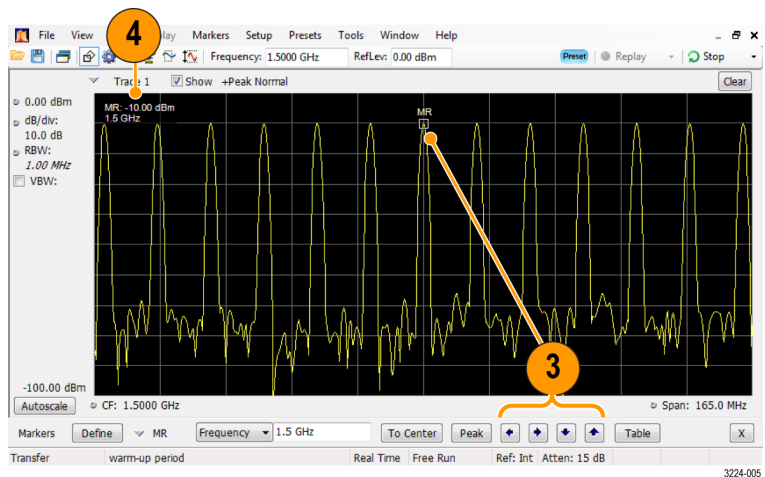 File View play Markers Setup Presets Tools Window Help
4
Frequency: 1.5000 GHz RefLev: 0.00 dBm Preset Replay Stop
Trace 1 Show +Peak Normal Clear
0.00 dBm
dB/div:
10.0 dB
RBW:
1.00 MHz
VBW:
MR: -10.00 dBm
1.5 GHz
MR
3
-100.00 dBm
Autoscale CF: 1.5000 GHz Span: 165.0 MHz
Markers Define MR Frequency 1.5 GHz To Center Peak Table X
Transfer warm-up period Real Time Free Run Ref: Int Atten: 15 dB
3224-005